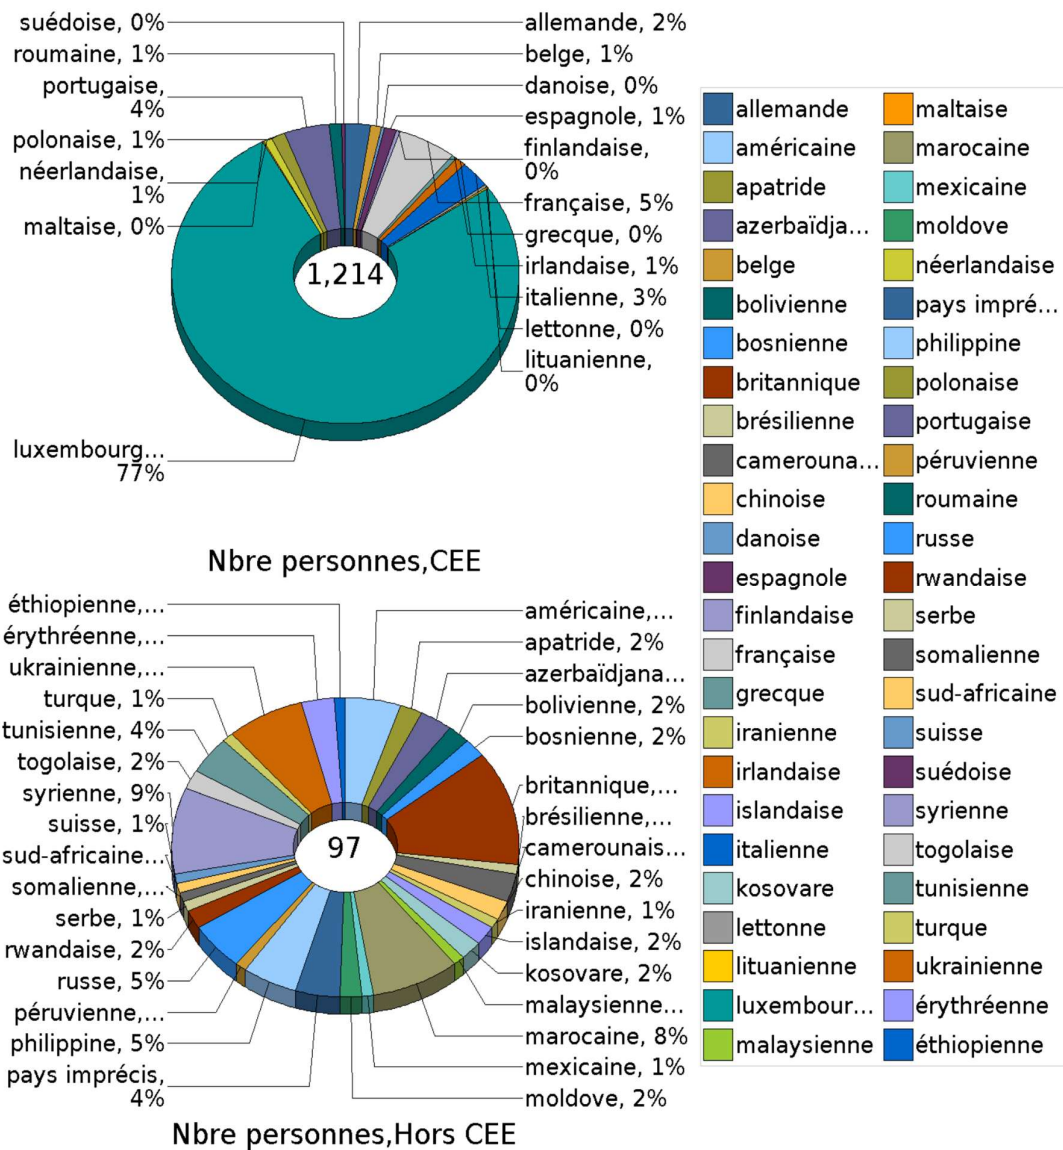 suédoise, 0%
roumaine, 1%
portugaise,
4%
polonaise, 1%
néerlandaise,
1%
maltaise, 0%
luxembourg...
77%
allemande, 2%
belge, 1%
danoise, 0%
espagnole, 1%
finlandaise,
0%
française, 5%
grecque, 0%
irlandaise, 1%
italienne, 3%
lettonne, 0%
lituanienne,
0%
1,214
Nbre personnes,CEE
éthiopienne,...
érythréenne,...
ukrainienne,...
turque, 1%
tunisienne, 4%
togolaise, 2%
syrienne, 9%
suisse, 1%
sud-africaine...
somalienne,...
serbe, 1%
rwandaise, 2%
russe, 5%
péruvienne,...
philippine, 5%
pays imprécis,
4%
américaine,...
apatride, 2%
azerbaïdjana...
bolivienne, 2%
bosnienne, 2%
britannique,...
brésilienne,...
camerounais...
chinoise, 2%
iranienne, 1%
islandaise, 2%
kosovare, 2%
malaysienne...
marocaine, 8%
mexicaine, 1%
moldove, 2%
97
Nbre personnes,Hors CEE
allemande
américaine
apatride
azerbaïdja...
belge
bolivienne
bosnienne
britannique
brésilienne
camerouna...
chinoise
danoise
espagnole
finlandaise
française
grecque
iranienne
irlandaise
islandaise
italienne
kosovare
lettonne
lituanienne
luxembour...
malaysienne
maltaise
marocaine
mexicaine
moldove
néerlandaise
pays impré...
philippine
polonaise
portugaise
péruvienne
roumaine
russe
rwandaise
serbe
somalienne
sud-africaine
suisse
suédoise
syrienne
togolaise
tunisienne
turque
ukrainienne
érythréenne
éthiopienne